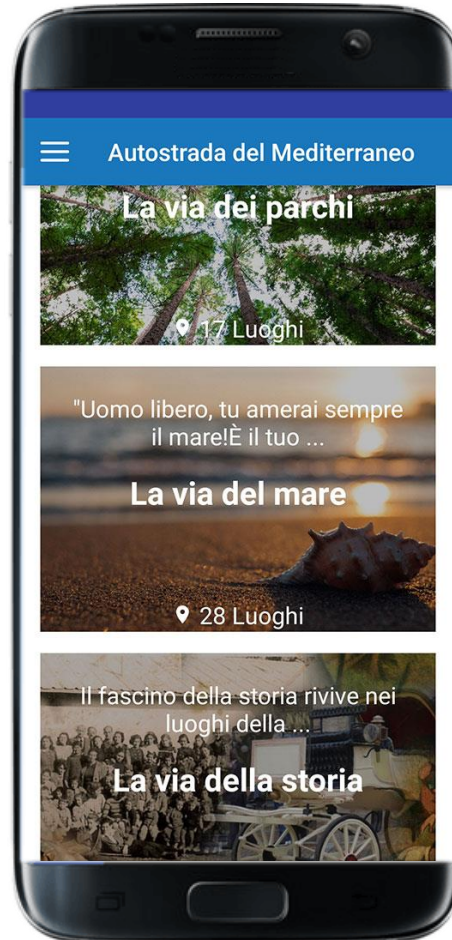 Autostrada del Mediterraneo
La via dei parchi
17 Luoghi
"Uomo libero, tu amerai sempre
il mare!È il tuo ...
La via del mare
28 Luoghi
Il fascino della storia rivive nei
luoghi della ...
La via della storia